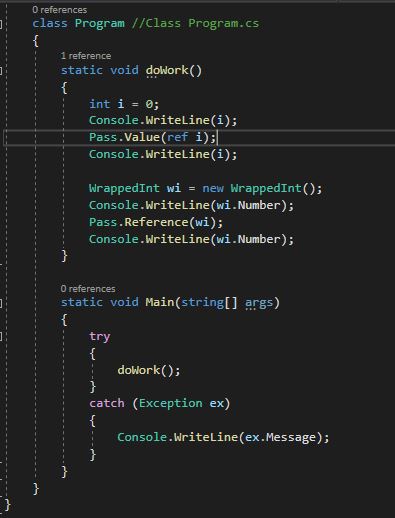 0 references
class Program //Class Program.cs
{
1 reference
static void doWork()
{
int i = 0;
Console.WriteLine(i);
Pass.Value(ref i);
Console.WriteLine(i);
WrappedInt wi = new WrappedInt();
Console.WriteLine(wi.Number);
Pass.Reference(wi);
Console.WriteLine(wi.Number);
}
0 references
static void Main(string[] args)
{
try
{
doWork();
}
catch (Exception ex)
{
Console.WriteLine(ex.Message);
}
}
}
}